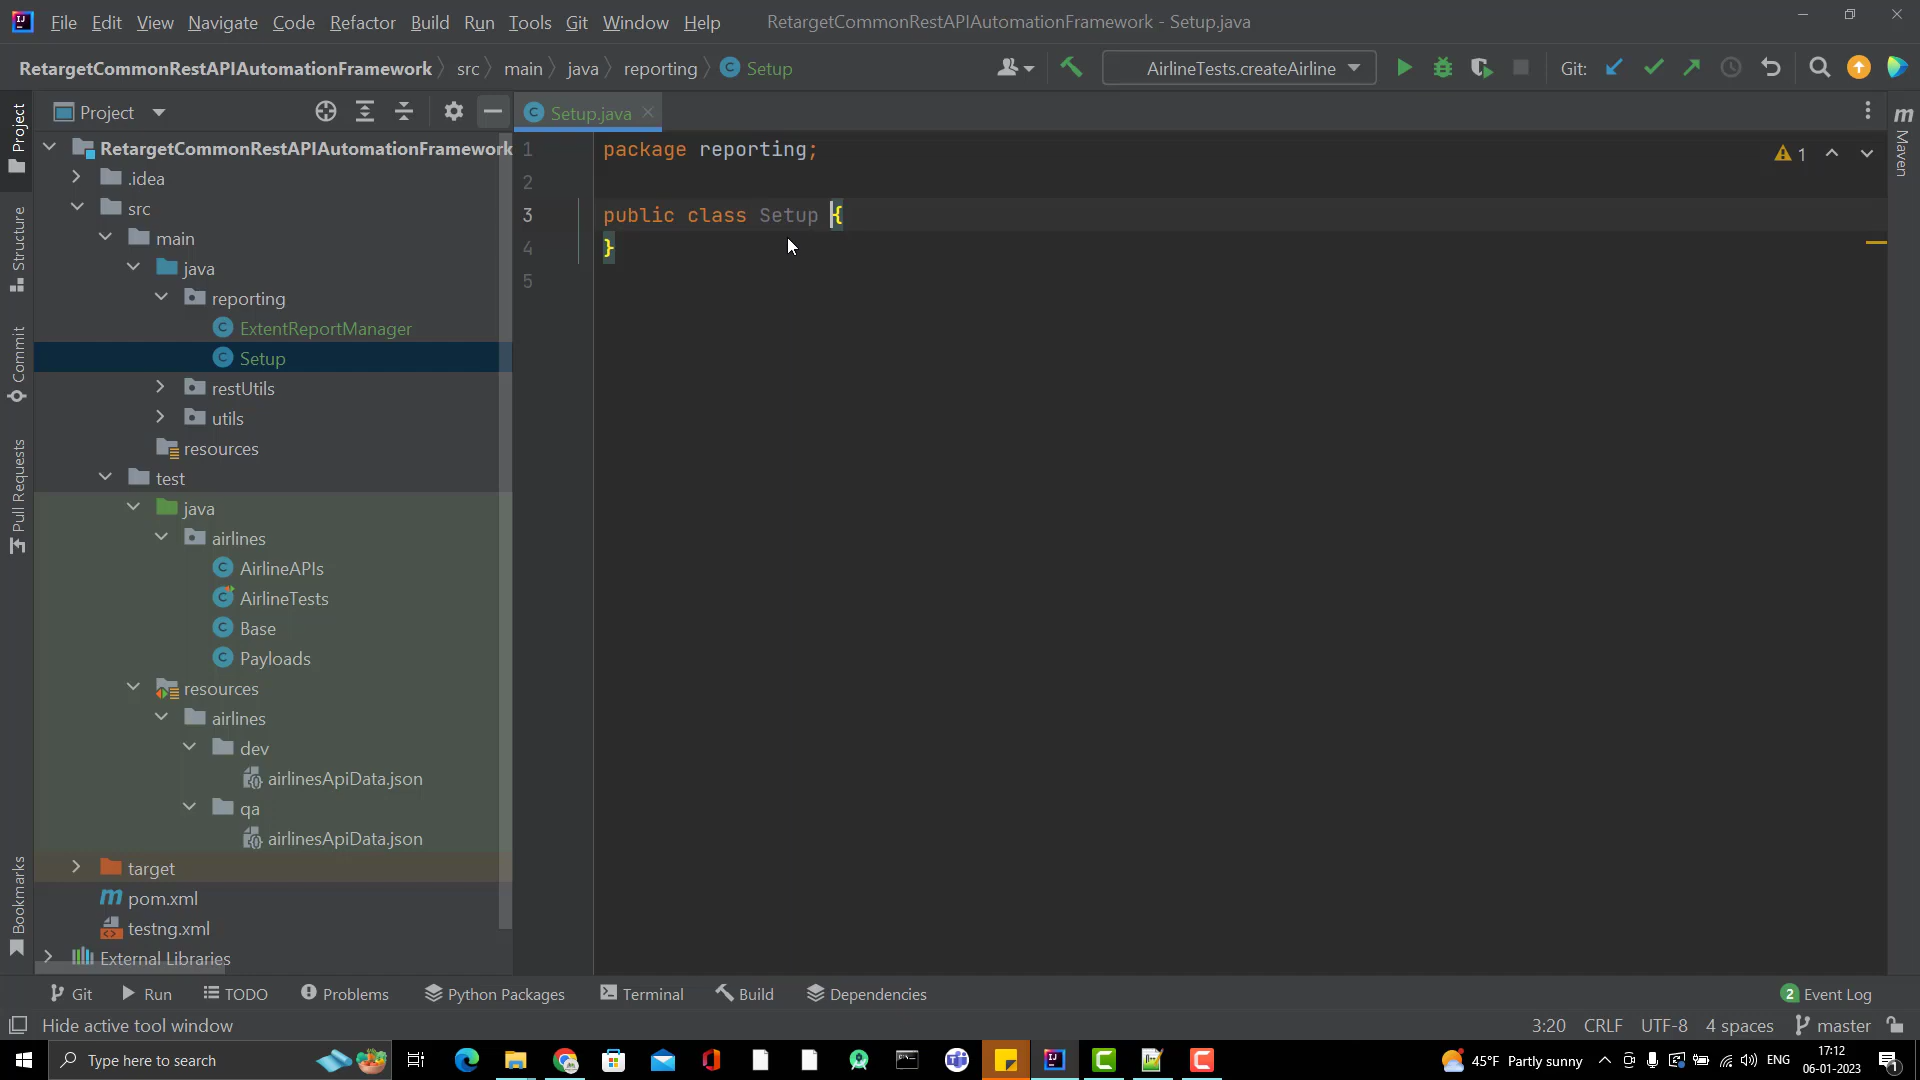 File Edit View Navigate Code Refactor Build Run Tools Git Window Help RetargetCommonRestAPIAutomationFramework - Setup.java
RetargetCommonRestAPIAutomationFramework src main java reporting Setup AirlineTests.createAirline Git:
Project
Setup.java
RetargetCommonRestAPIAutomationFramework
.idea
src
main
java
reporting
ExtentReportManager
Setup
restUtils
utils
resources
test
java
airlines
AirlineAPIs
AirlineTests
Base
Payloads
resources
airlines
dev
airlinesApiData.json
qa
airlinesApiData.json
target
pom.xml
testng.xml
External Libraries
1 package reporting;
2
3 public class Setup {
4 }
5
1
Project
Structure
Commit
Pull Requests
Bookmarks
m Maven
Git Run TODO Problems Python Packages Terminal Build Dependencies 2 Event Log
Hide active tool window 3:20 CRLF UTF-8 4 spaces master
Type here to search 45°F Partly sunny ENG 17:12
06-01-2023
1